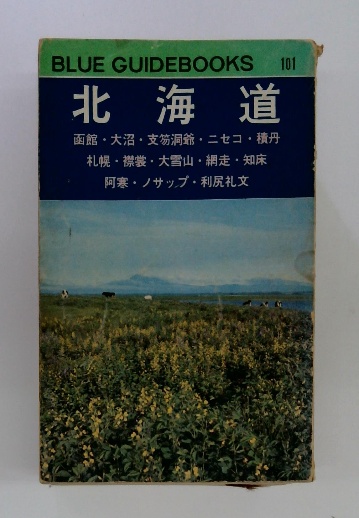 BLUE GUIDEBOOKS 101
北海道
函館・大沼・支笏洞爺・ニセコ・積丹
札幌・襟裳・大雪山・網走・知床
阿寒・ノサップ・利尻礼文